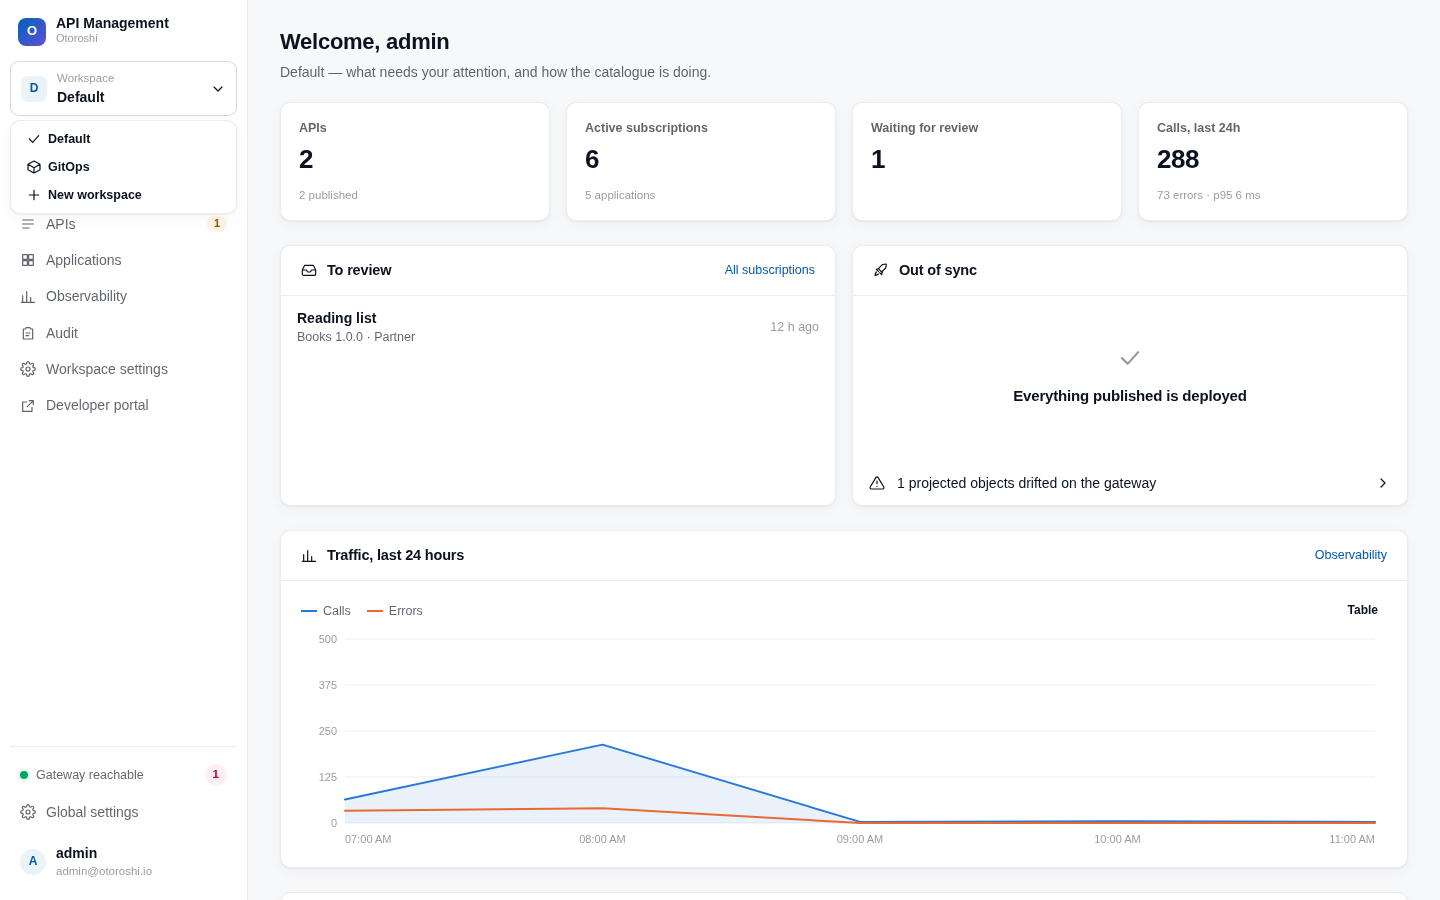 O
API Management
Otoroshi
D
Workspace
Default
Default
GitOps
New workspace
APIs
1
Applications
Observability
Audit
Workspace settings
Developer portal
Gateway reachable
1
Global settings
A
admin
admin@otoroshi.io
Welcome, admin
Default — what needs your attention, and how the catalogue is doing.
APIs
2
2 published
Active subscriptions
6
5 applications
Waiting for review
1
Calls, last 24h
288
73 errors · p95 6 ms
To review
All subscriptions
Reading list
Books 1.0.0 · Partner
12 h ago
Out of sync
Everything published is deployed
1 projected objects drifted on the gateway
Traffic, last 24 hours
Observability
Calls
Errors
Table
500
375
250
125
0
07:00 AM
08:00 AM
09:00 AM
10:00 AM
11:00 AM